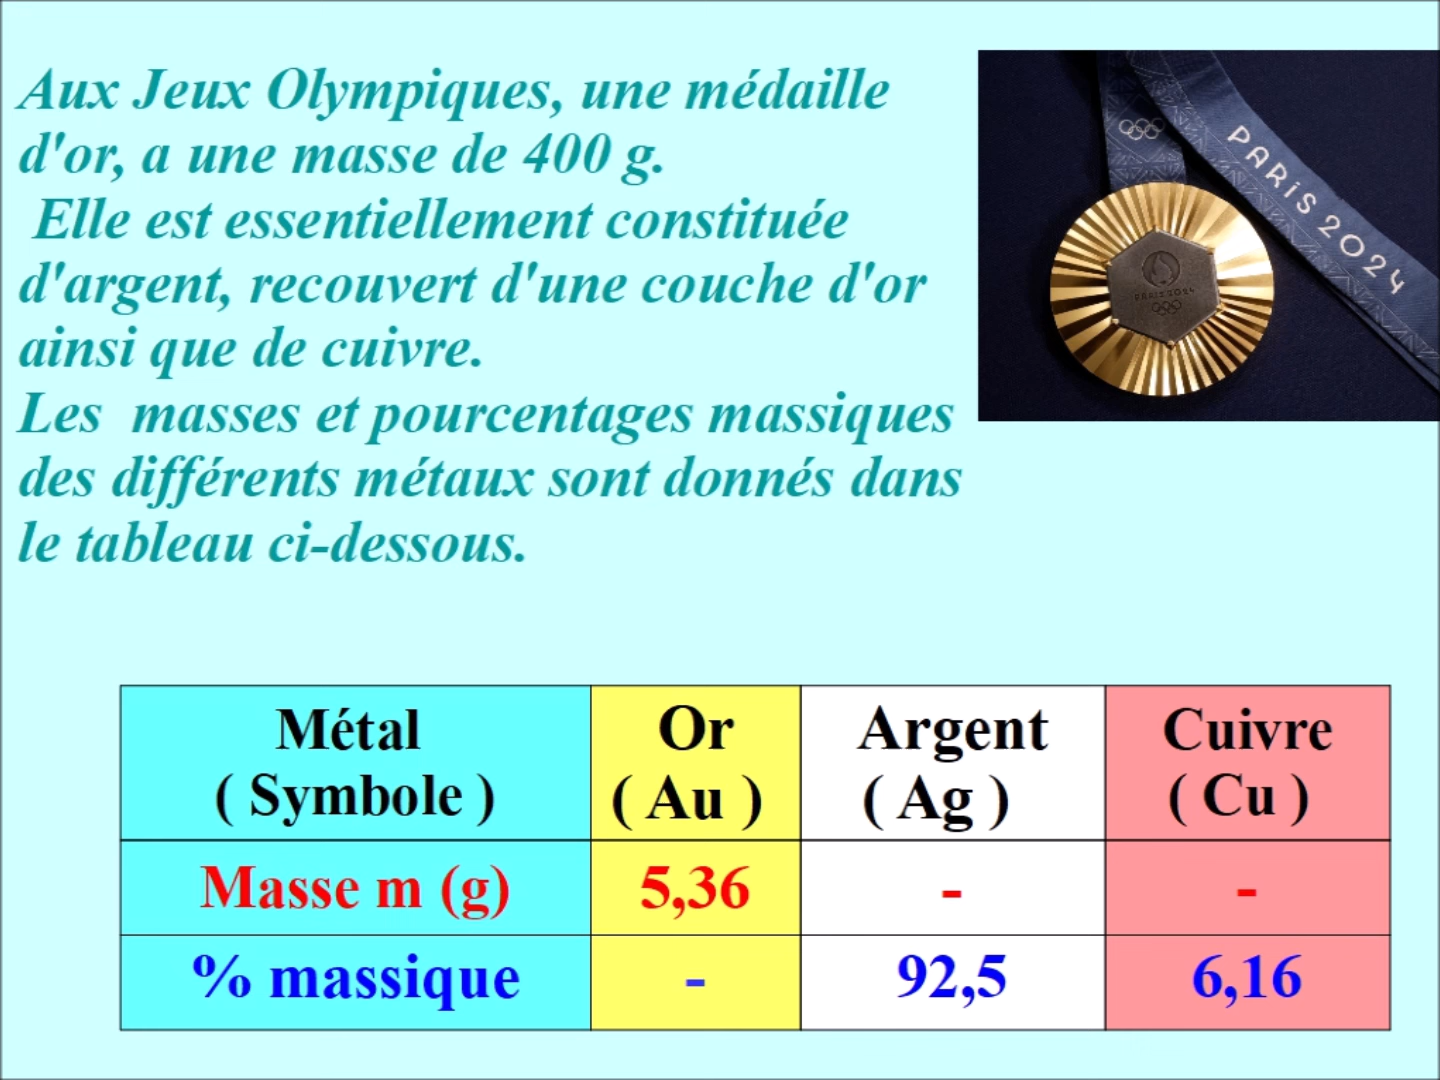 Aux Jeux Olympiques, une médaille
d'or, a une masse de 400 g.
Elle est essentiellement constituée
d'argent, recouvert d'une couche d'or
ainsi que de cuivre.
Les masses et pourcentages massiques
des différents métaux sont donnés dans
le tableau ci-dessous.
PARIS 2024
PARIS 2024
Métal Or Argent Cuivre
( Symbole ) ( Au ) ( Ag ) ( Cu )
Masse m (g) 5,36 - -
% massique - 92,5 6,16